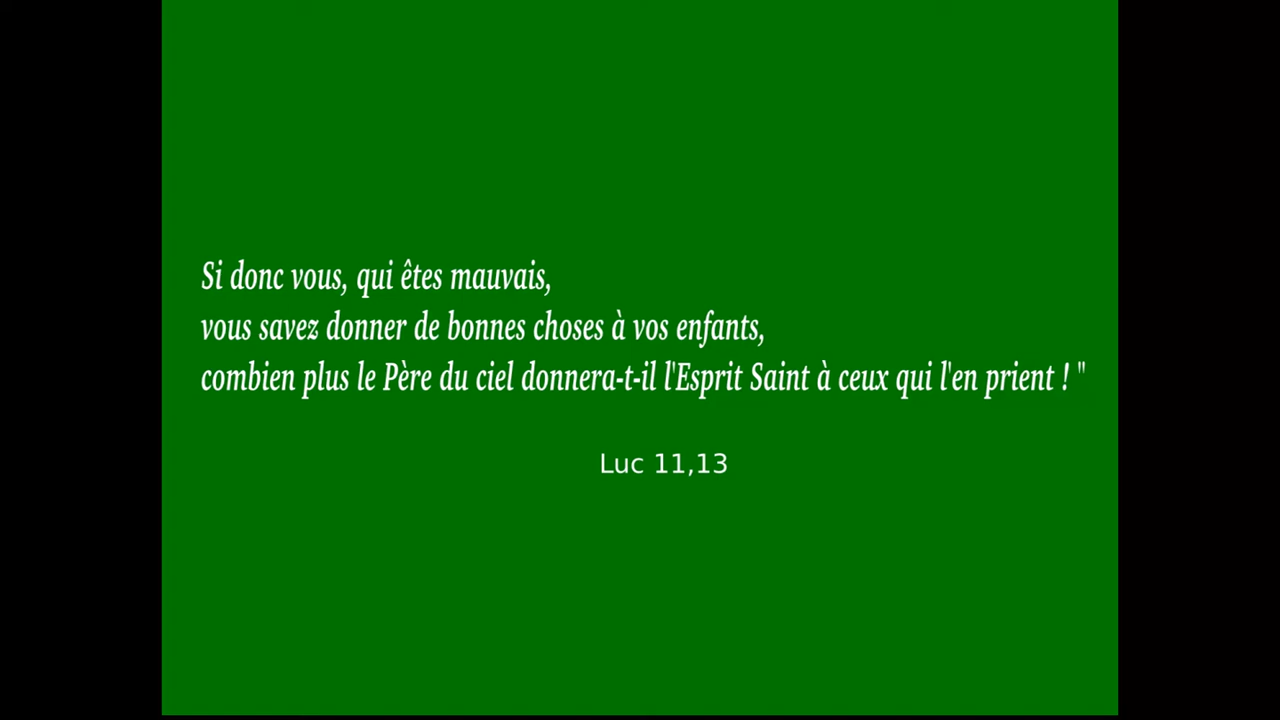 Si donc vous, qui êtes mauvais,
vous savez donner de bonnes choses à vos enfants,
combien plus le Père du ciel donnera-t-il l'Esprit Saint à ceux qui l'en prient ! "
Luc 11,13